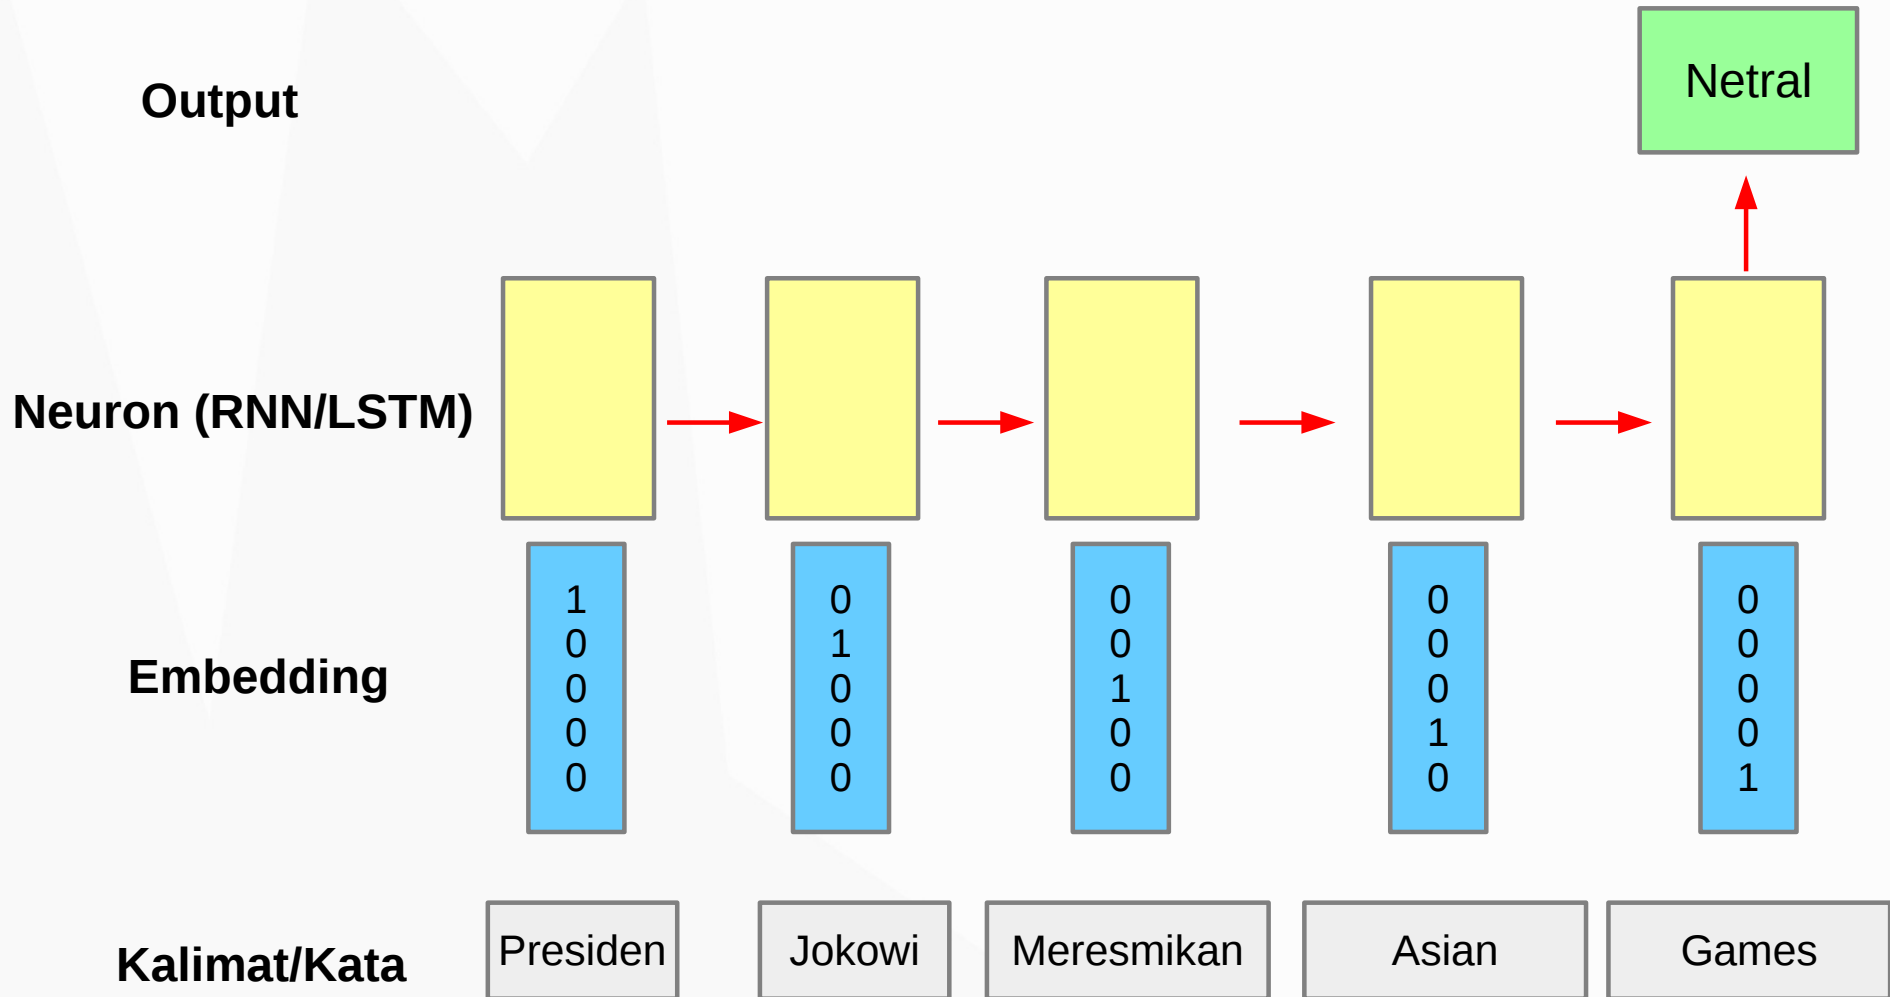 Output
Netral
Neuron (RNN/LSTM)
Embedding
1 0 0 0 0
0 1 0 0 0
0 0 1 0 0
0 0 0 1 0
0 0 0 0 1
Kalimat/Kata
Presiden
Jokowi
Meresmikan
Asian
Games